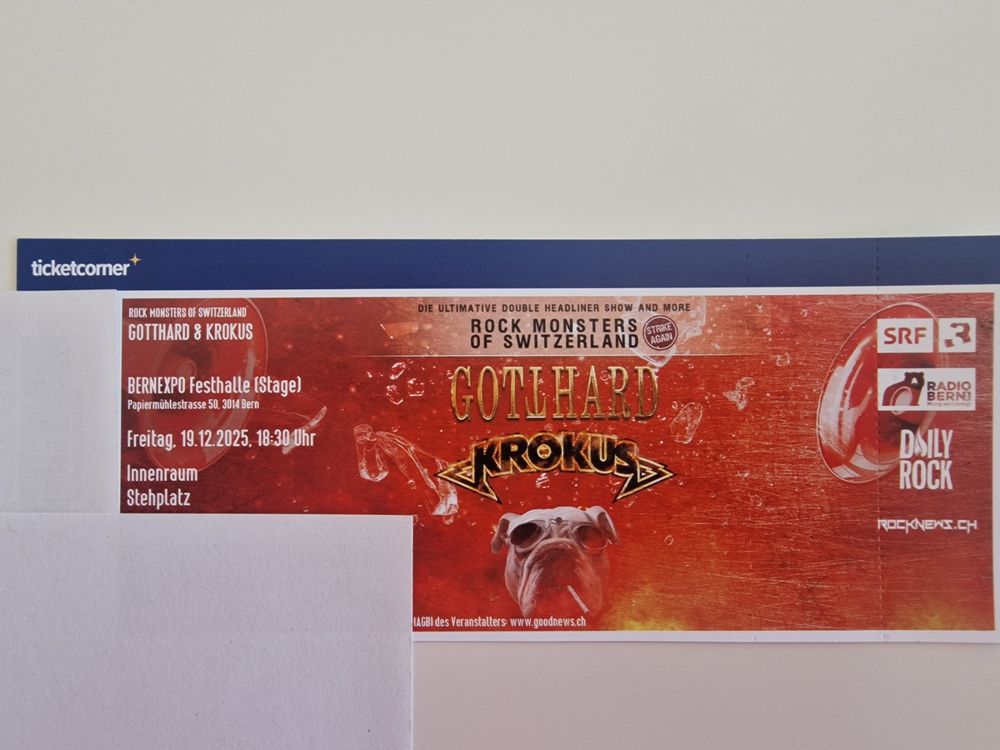 ticketcorner
ROCK MONSTERS OF SWITZERLAND
GOTTHARD & KROKUS
BERNEXPO Festhalle (Stage)
Papiermühlestrasse 50, 3014 Bern
Freitag, 19.12.2025, 18:30 Uhr
Innenraum
Stehplatz
DIE ULTIMATIVE DOUBLE HEADLINER SHOW AND MORE
ROCK MONSTERS
OF SWITZERLAND
STRIKE
AGAIN
GOTTHARD
KROKUS
(AGB) des Veranstalters: www.goodnews.ch
SRF 3
RADIO
BERN1
DAILY
ROCK
ROCKNEWS.CH